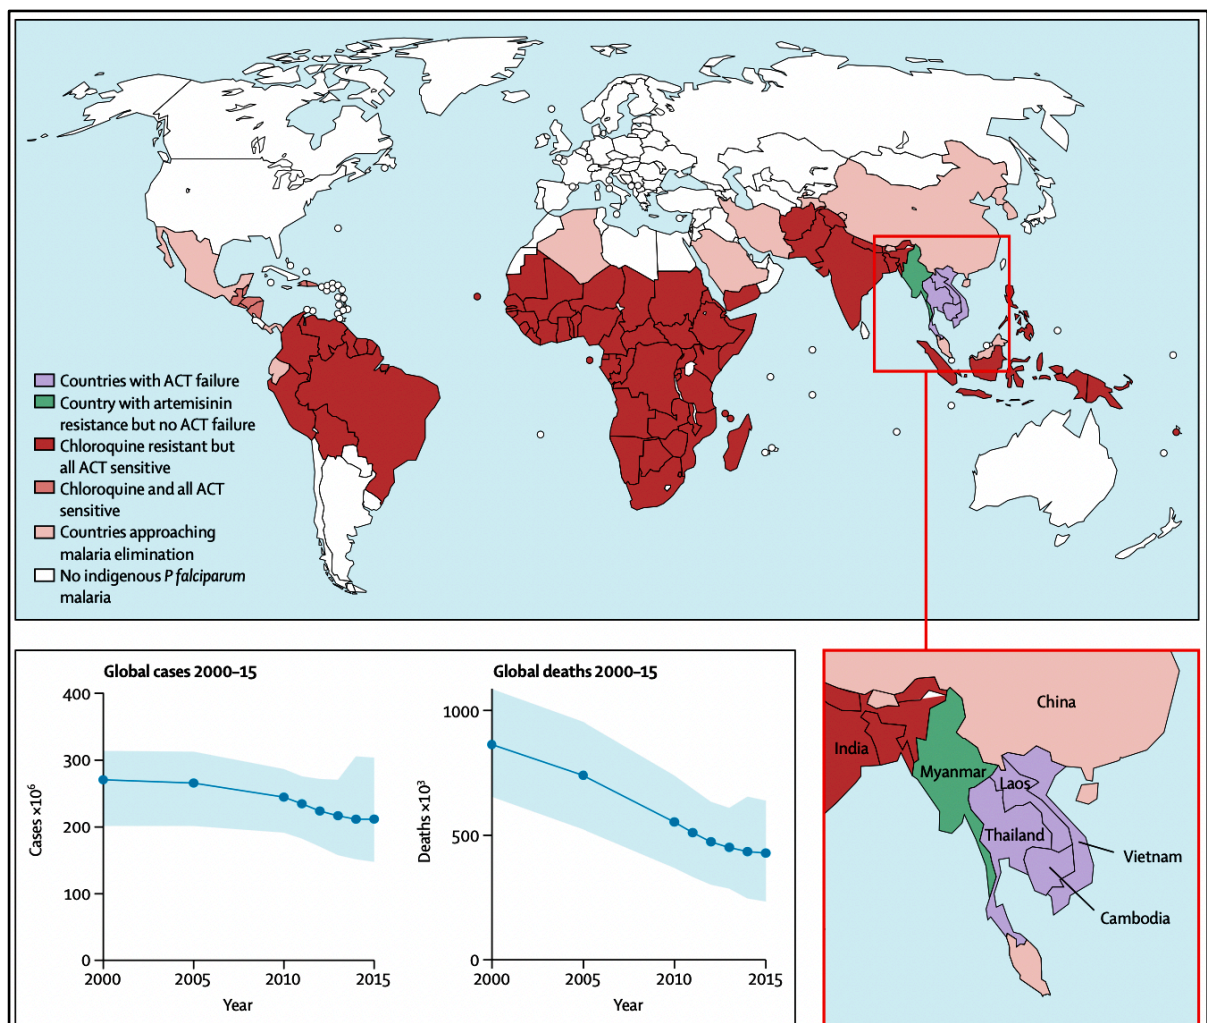 Countries with ACT failure
Country with artemisinin
resistance but no ACT failure
Chloroquine resistant but
all ACT sensitive
Chloroquine and all ACT
sensitive
Countries approaching
malaria elimination
No indigenous P falciparum
malaria
Global cases 2000–15
400
300
200
100
0
Cases ×10⁶
2000
2005
2010
2015
Year
Global deaths 2000–15
1000
500
0
Deaths ×10³
2000
2005
2010
2015
Year
China
India
Myanmar
Laos
Thailand
Vietnam
Cambodia